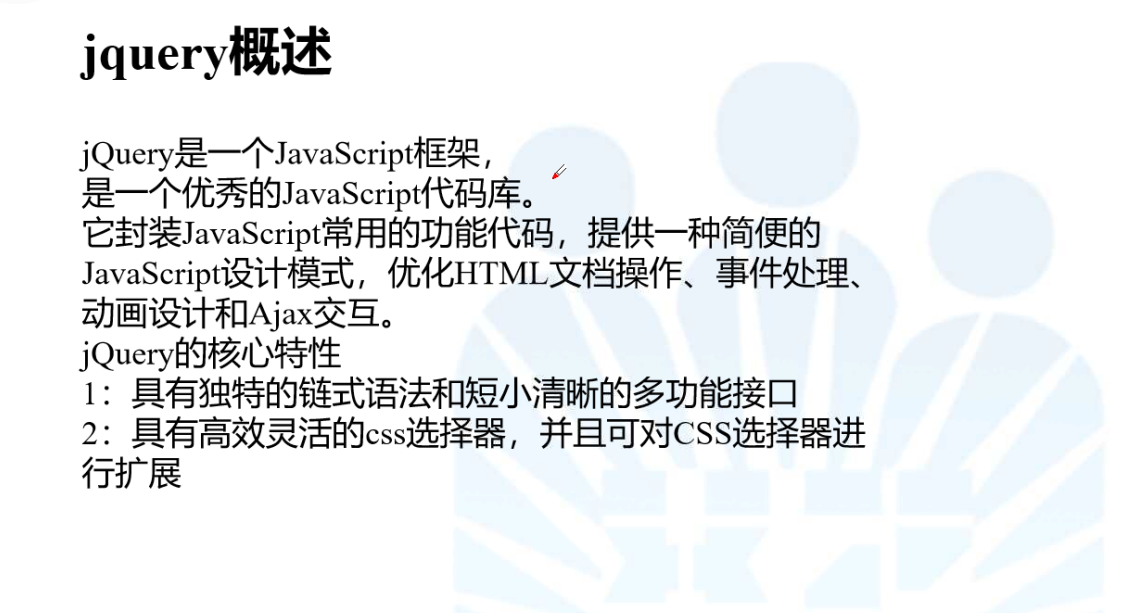 jquery概述
jQuery是一个JavaScript框架，
是一个优秀的JavaScript代码库。
它封装JavaScript常用的功能代码，提供一种简便的
JavaScript设计模式，优化HTML文档操作、事件处理、
动画设计和Ajax交互。
jQuery的核心特性
1：具有独特的链式语法和短小清晰的多功能接口
2：具有高效灵活的css选择器，并且可对CSS选择器进
行扩展